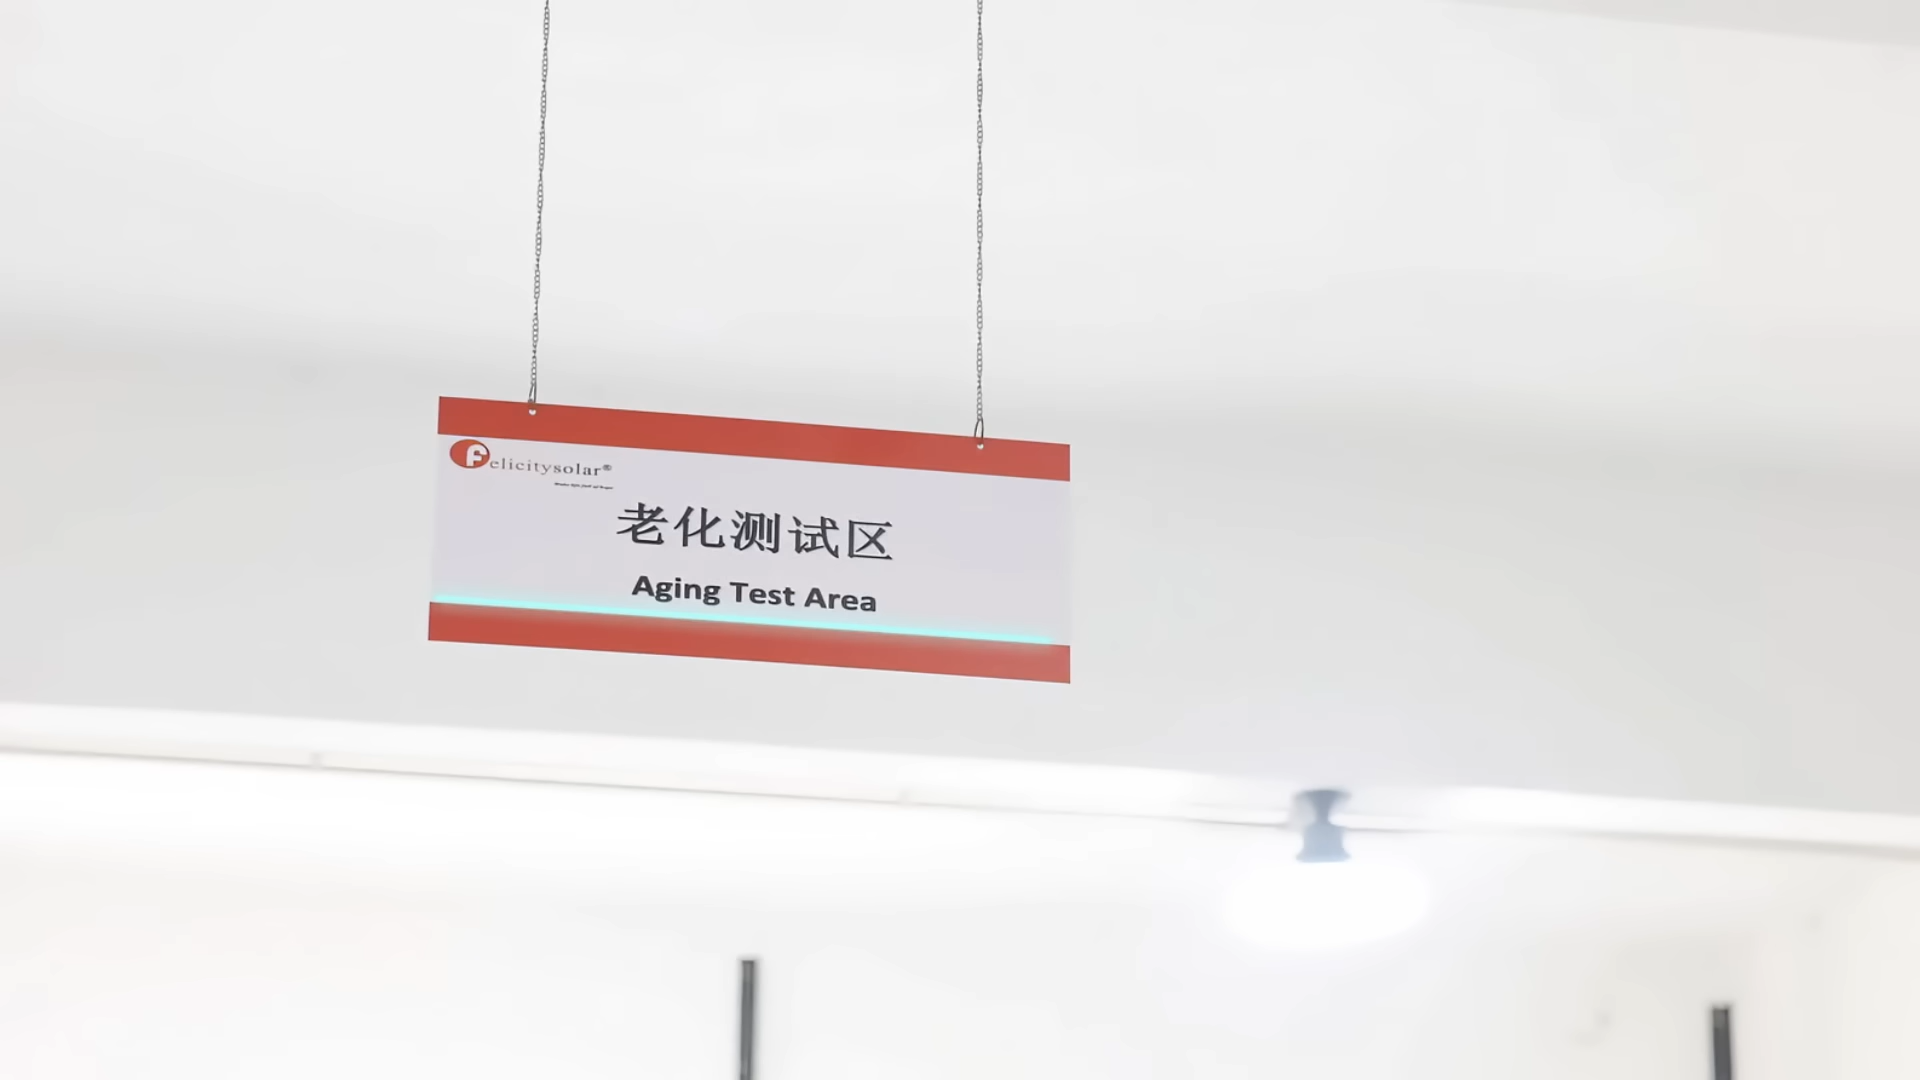 Felicitysolar®
老化测试区
Aging Test Area